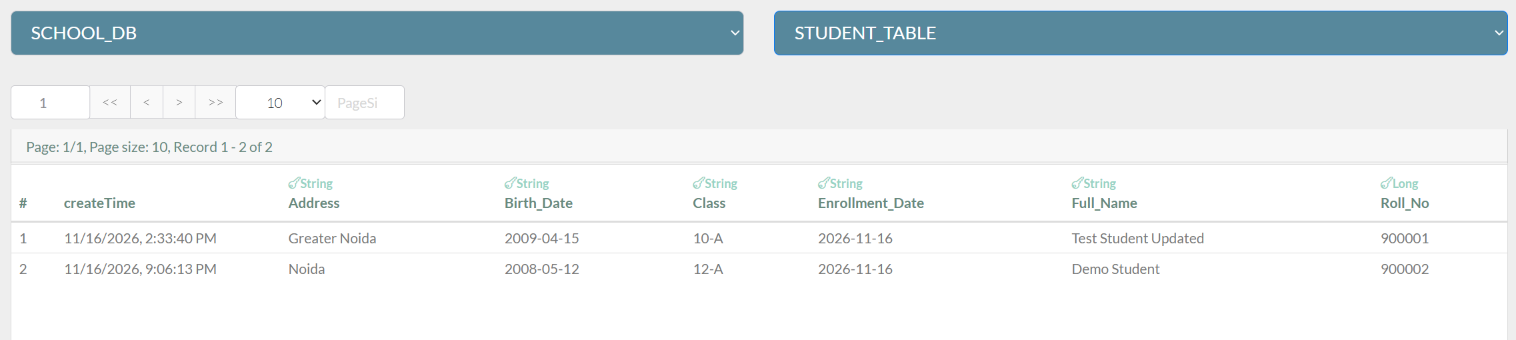 SCHOOL_DB STUDENT_TABLE
1 << < > >> 10 PageSi
Page: 1/1, Page size: 10, Record 1 - 2 of 2
String String String String String Long
# createTime Address Birth_Date Class Enrollment_Date Full_Name Roll_No
1 11/16/2026, 2:33:40 PM Greater Noida 2009-04-15 10-A 2026-11-16 Test Student Updated 900001
2 11/16/2026, 9:06:13 PM Noida 2008-05-12 12-A 2026-11-16 Demo Student 900002